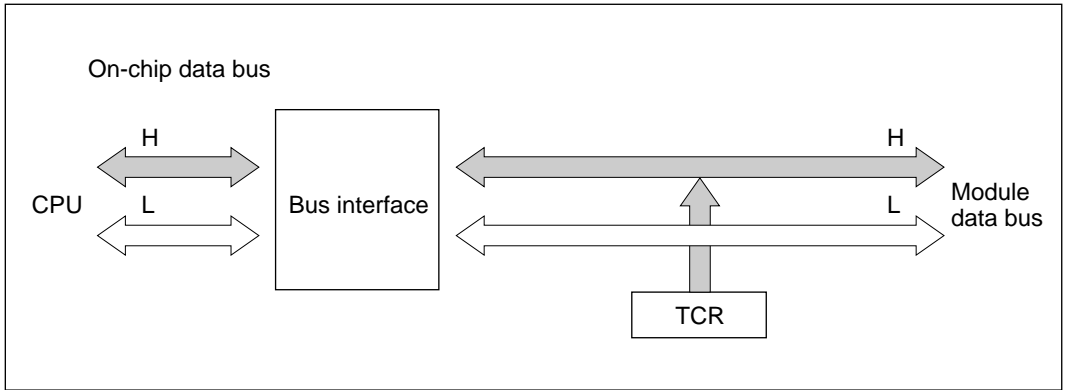 On-chip data bus
H
H
CPU
L
Bus interface
L
Module
data bus
TCR